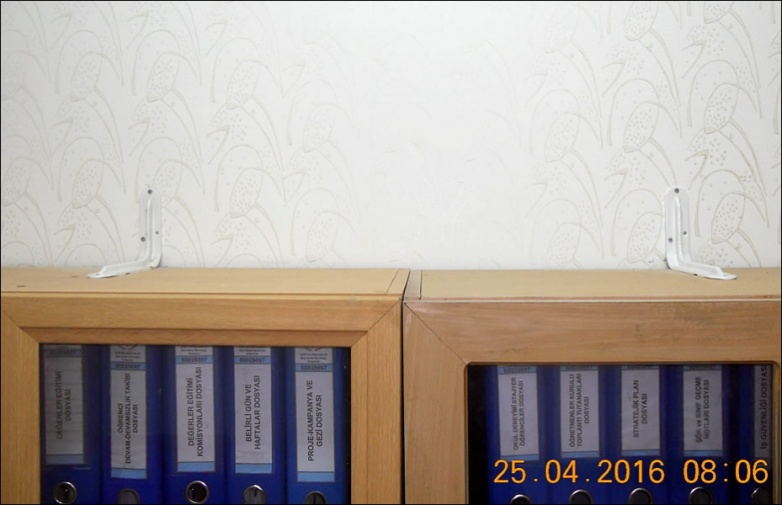 DEĞERLER EĞİTİMİ
DOSYASI
ÖĞRENCİ
DEVAM-DEVAMSIZLIK TAKİBİ
DOSYASI
DEĞERLER EĞİTİMİ
KOMİSYONLARI DOSYASI
BELİRLİ GÜN VE
HAFTALAR DOSYASI
PROJE-KAMPANYA VE
GEZİ DOSYASI
OKUL DENEYİMİ STAJYER
ÖĞRENCİLER DOSYASI
ÖĞRETMENLER KURULU
TOPLANTI TUTANAKLARI
DOSYASI
STRATEJİK PLAN
DOSYASI
ŞÖK ve SINIF GEÇME
NOTLARI DOSYASI
İŞ GÜVENLİĞİ DOSYASI
25.04.2016 08:06